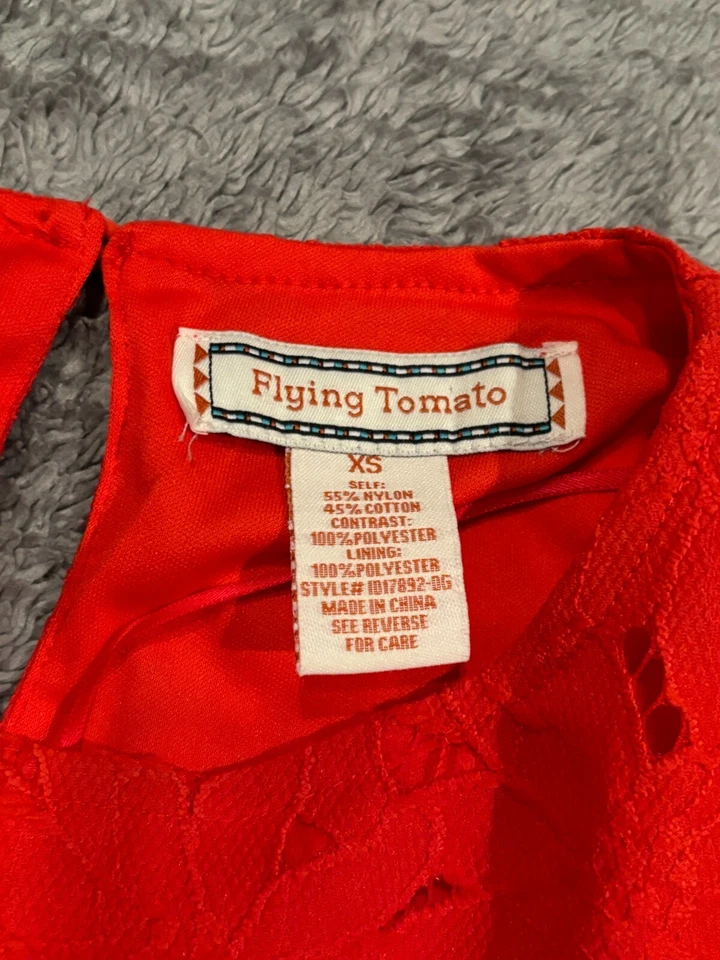 Flying Tomato
XS
SELF:
55% NYLON
45% COTTON
CONTRAST:
100%POLYESTER
LINING:
100%POLYESTER
STYLE# ID17892-DG
MADE IN CHINA
SEE REVERSE
FOR CARE